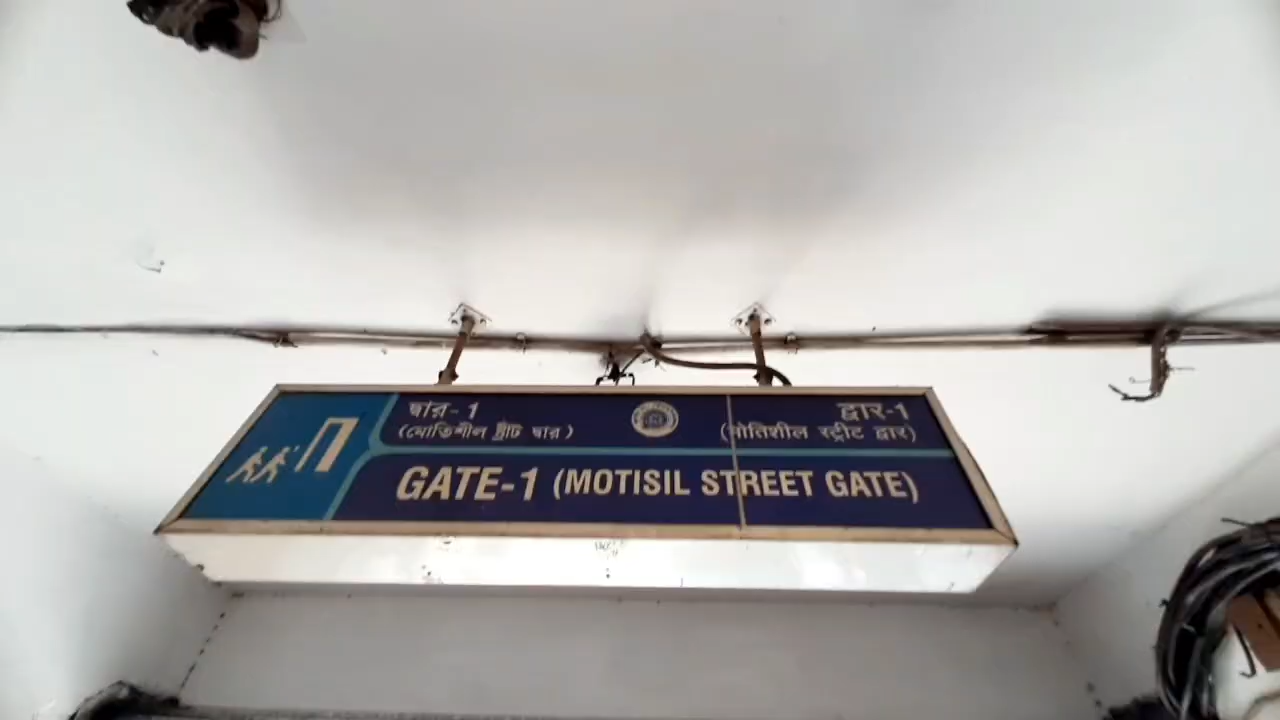 দ্বার-1
(মোতিশীল ষ্ট্রীট দ্বার)
द्वार-1
(मोतिशील स्ट्रीट द्वार)
GATE-1 (MOTISIL STREET GATE)